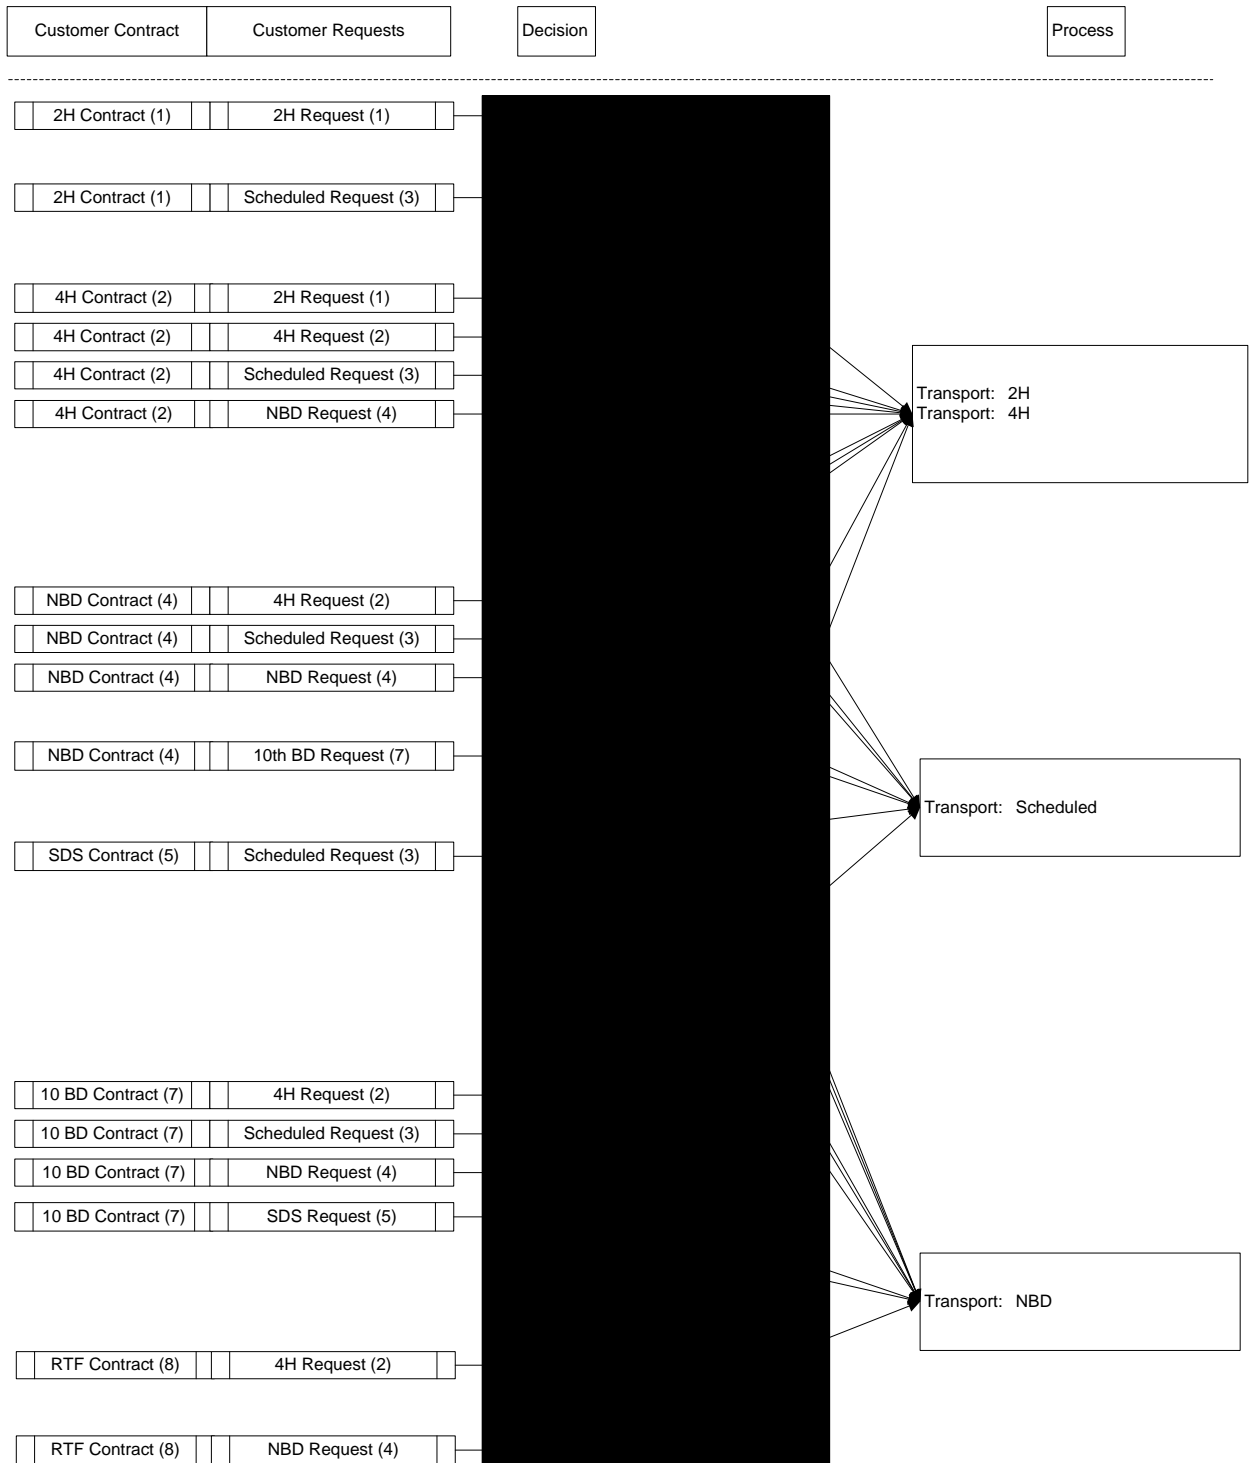 Customer Contract Customer Requests Decision Process
2H Contract (1) 2H Request (1)
2H Contract (1) Scheduled Request (3)
4H Contract (2) 2H Request (1)
4H Contract (2) 4H Request (2)
4H Contract (2) Scheduled Request (3)
Transport: 2H
4H Contract (2) NBD Request (4)
Transport: 4H
NBD Contract (4) 4H Request (2)
NBD Contract (4) Scheduled Request (3)
NBD Contract (4) NBD Request (4)
NBD Contract (4) 10th BD Request (7)
Transport: Scheduled
SDS Contract (5) Scheduled Request (3)
10 BD Contract (7) 4H Request (2)
10 BD Contract (7) Scheduled Request (3)
10 BD Contract (7) NBD Request (4)
10 BD Contract (7) SDS Request (5)
Transport: NBD
RTF Contract (8) 4H Request (2)
RTF Contract (8) NBD Request (4)